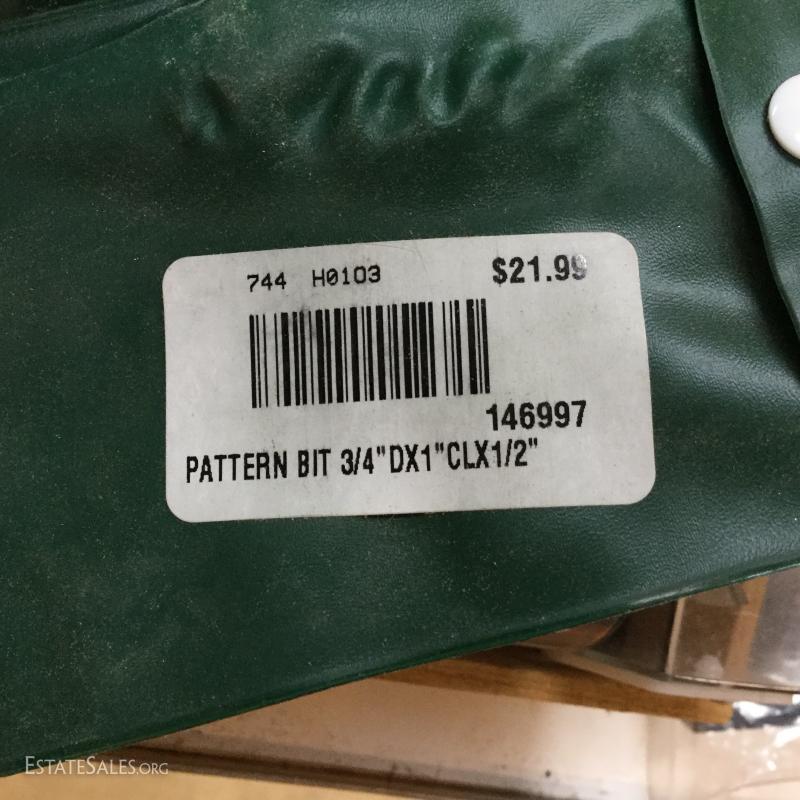 744 H0103 $21.99
146997
PATTERN BIT 3/4"DX1"CLX1/2"
ESTATESALES.ORG